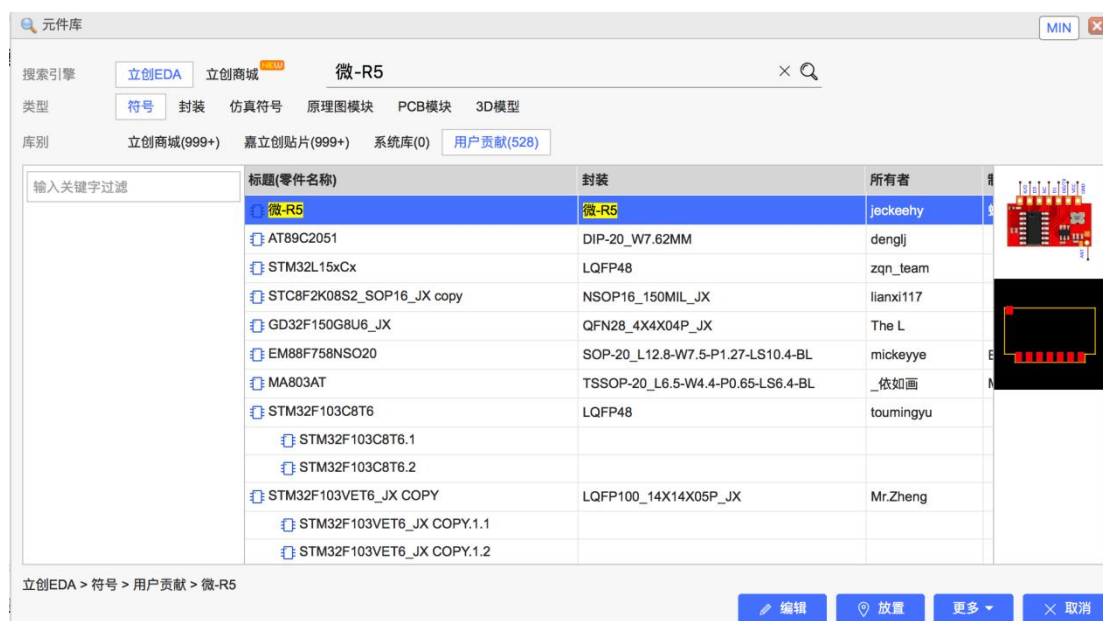 元件库 MIN
搜索引擎 立创EDA 立创商城 NEW 微-R5
类型 符号 封装 仿真符号 原理图模块 PCB模块 3D模型
库别 立创商城(999+) 嘉立创贴片(999+) 系统库(0) 用户贡献(528)
输入关键字过滤
标题(零件名称) 封装 所有者
微-R5 微-R5 jeckeehy
AT89C2051 DIP-20_W7.62MM denglj
STM32L15xCx LQFP48 zqn_team
STC8F2K08S2_SOP16_JX copy NSOP16_150MIL_JX lianxi117
GD32F150G8U6_JX QFN28_4X4X04P_JX The L
EM88F758NSO20 SOP-20_L12.8-W7.5-P1.27-LS10.4-BL mickeyye
MA803AT TSSOP-20_L6.5-W4.4-P0.65-LS6.4-BL _依如画
STM32F103C8T6 LQFP48 toumingyu
STM32F103C8T6.1
STM32F103C8T6.2
STM32F103VET6_JX COPY LQFP100_14X14X05P_JX Mr.Zheng
STM32F103VET6_JX COPY.1.1
STM32F103VET6_JX COPY.1.2
立创EDA > 符号 > 用户贡献 > 微-R5
编辑 放置 更多 取消